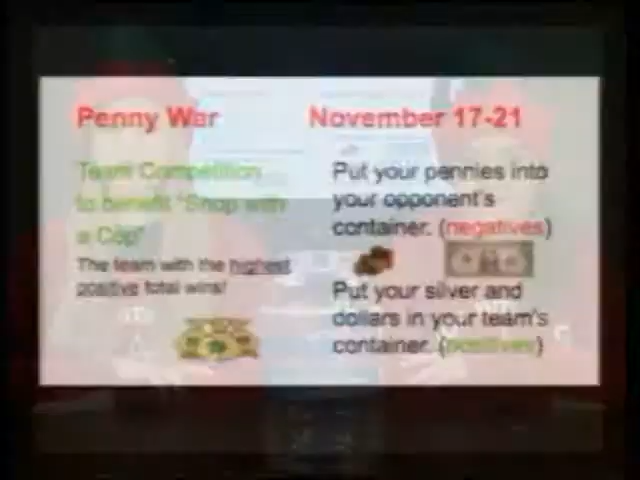 Penny War
November 17-21
Team Competition...
to benefit "Shop with
a Cop"
The team with the highest
positive total wins!
Put your pennies into
your opponent's
container. (negatives)
Put your silver and
dollars in your team's
container. (positives)